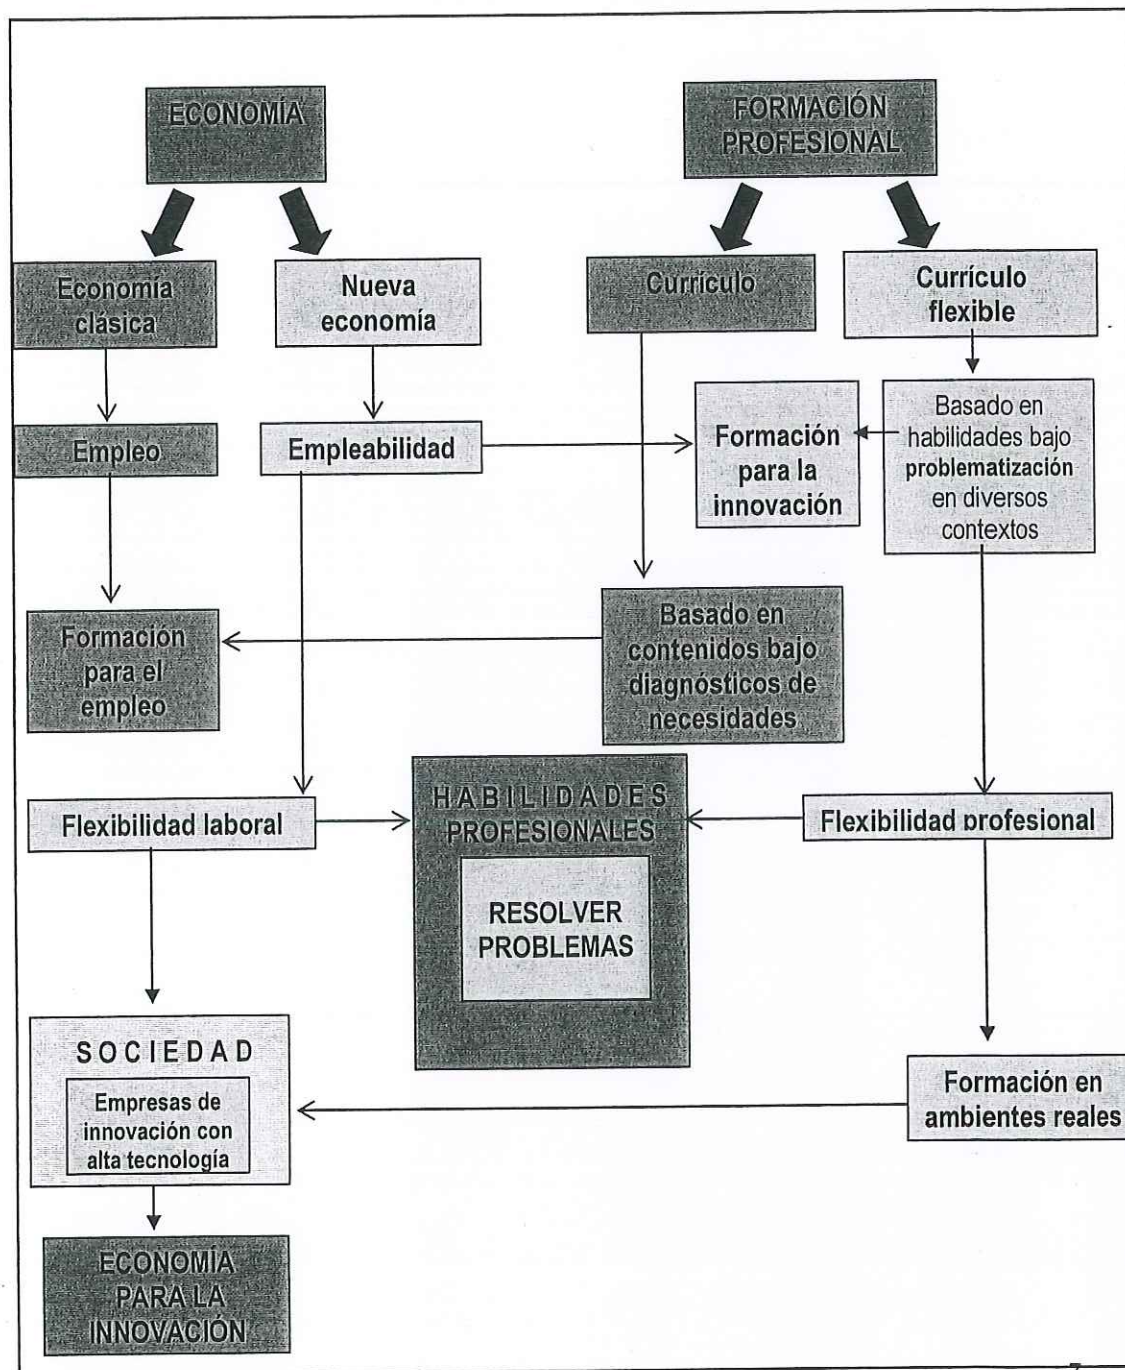 ECONOMÍA
FORMACIÓN
PROFESIONAL
Economía
clásica
Nueva
economía
Currículo
Currículo
flexible
Empleo
Empleabilidad
Formación
para la
innovación
Basado en
habilidades bajo
problematización
en diversos
contextos
Formación
para el
empleo
Basado en
contenidos bajo
diagnósticos de
necesidades
HABILIDADES
PROFESIONALES
RESOLVER
PROBLEMAS
Flexibilidad laboral
Flexibilidad profesional
SOCIEDAD
Empresas de
innovación con
alta tecnología
Formación en
ambientes reales
ECONOMÍA
PARA LA
INNOVACIÓN